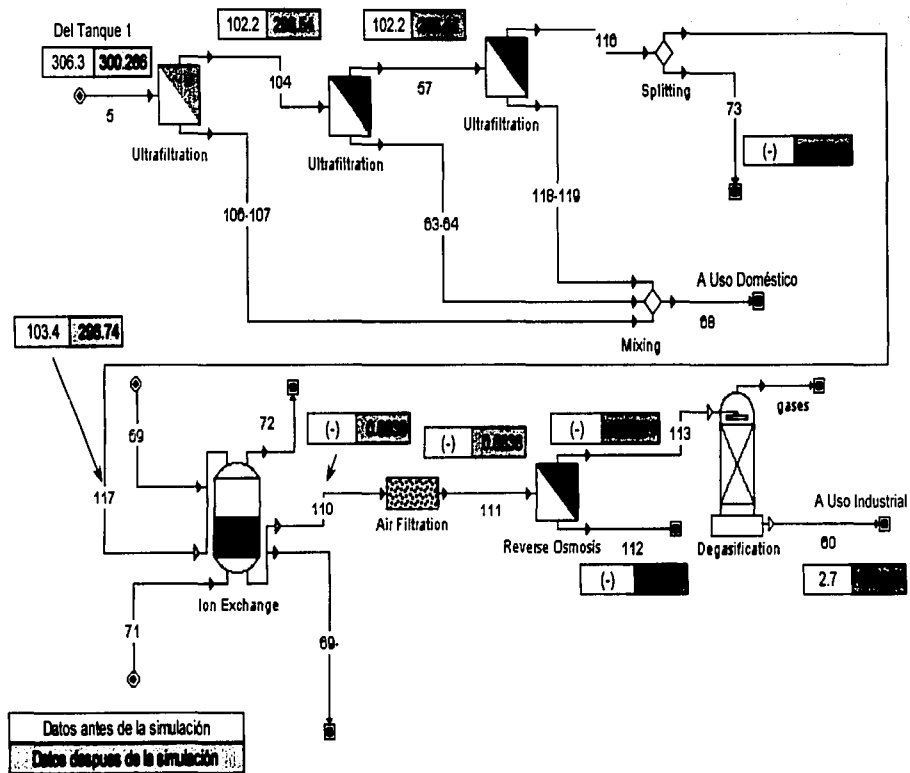 Del Tanque 1
306.3 300.266
102.2
102.2
5
104
57
116
Splitting
73
(-)
Ultrafiltration
Ultrafiltration
Ultrafiltration
106-107
63-64
118-119
A Uso Doméstico
68
Mixing
103.4 296.74
69
72
(-)
(-)
(-)
113
gases
117
110
Air Filtration
111
Reverse Osmosis
112
(-)
Degasification
A Uso Industrial
60
2.7
Ion Exchange
71
69-
Datos antes de la simulación
Datos despues de la simulación